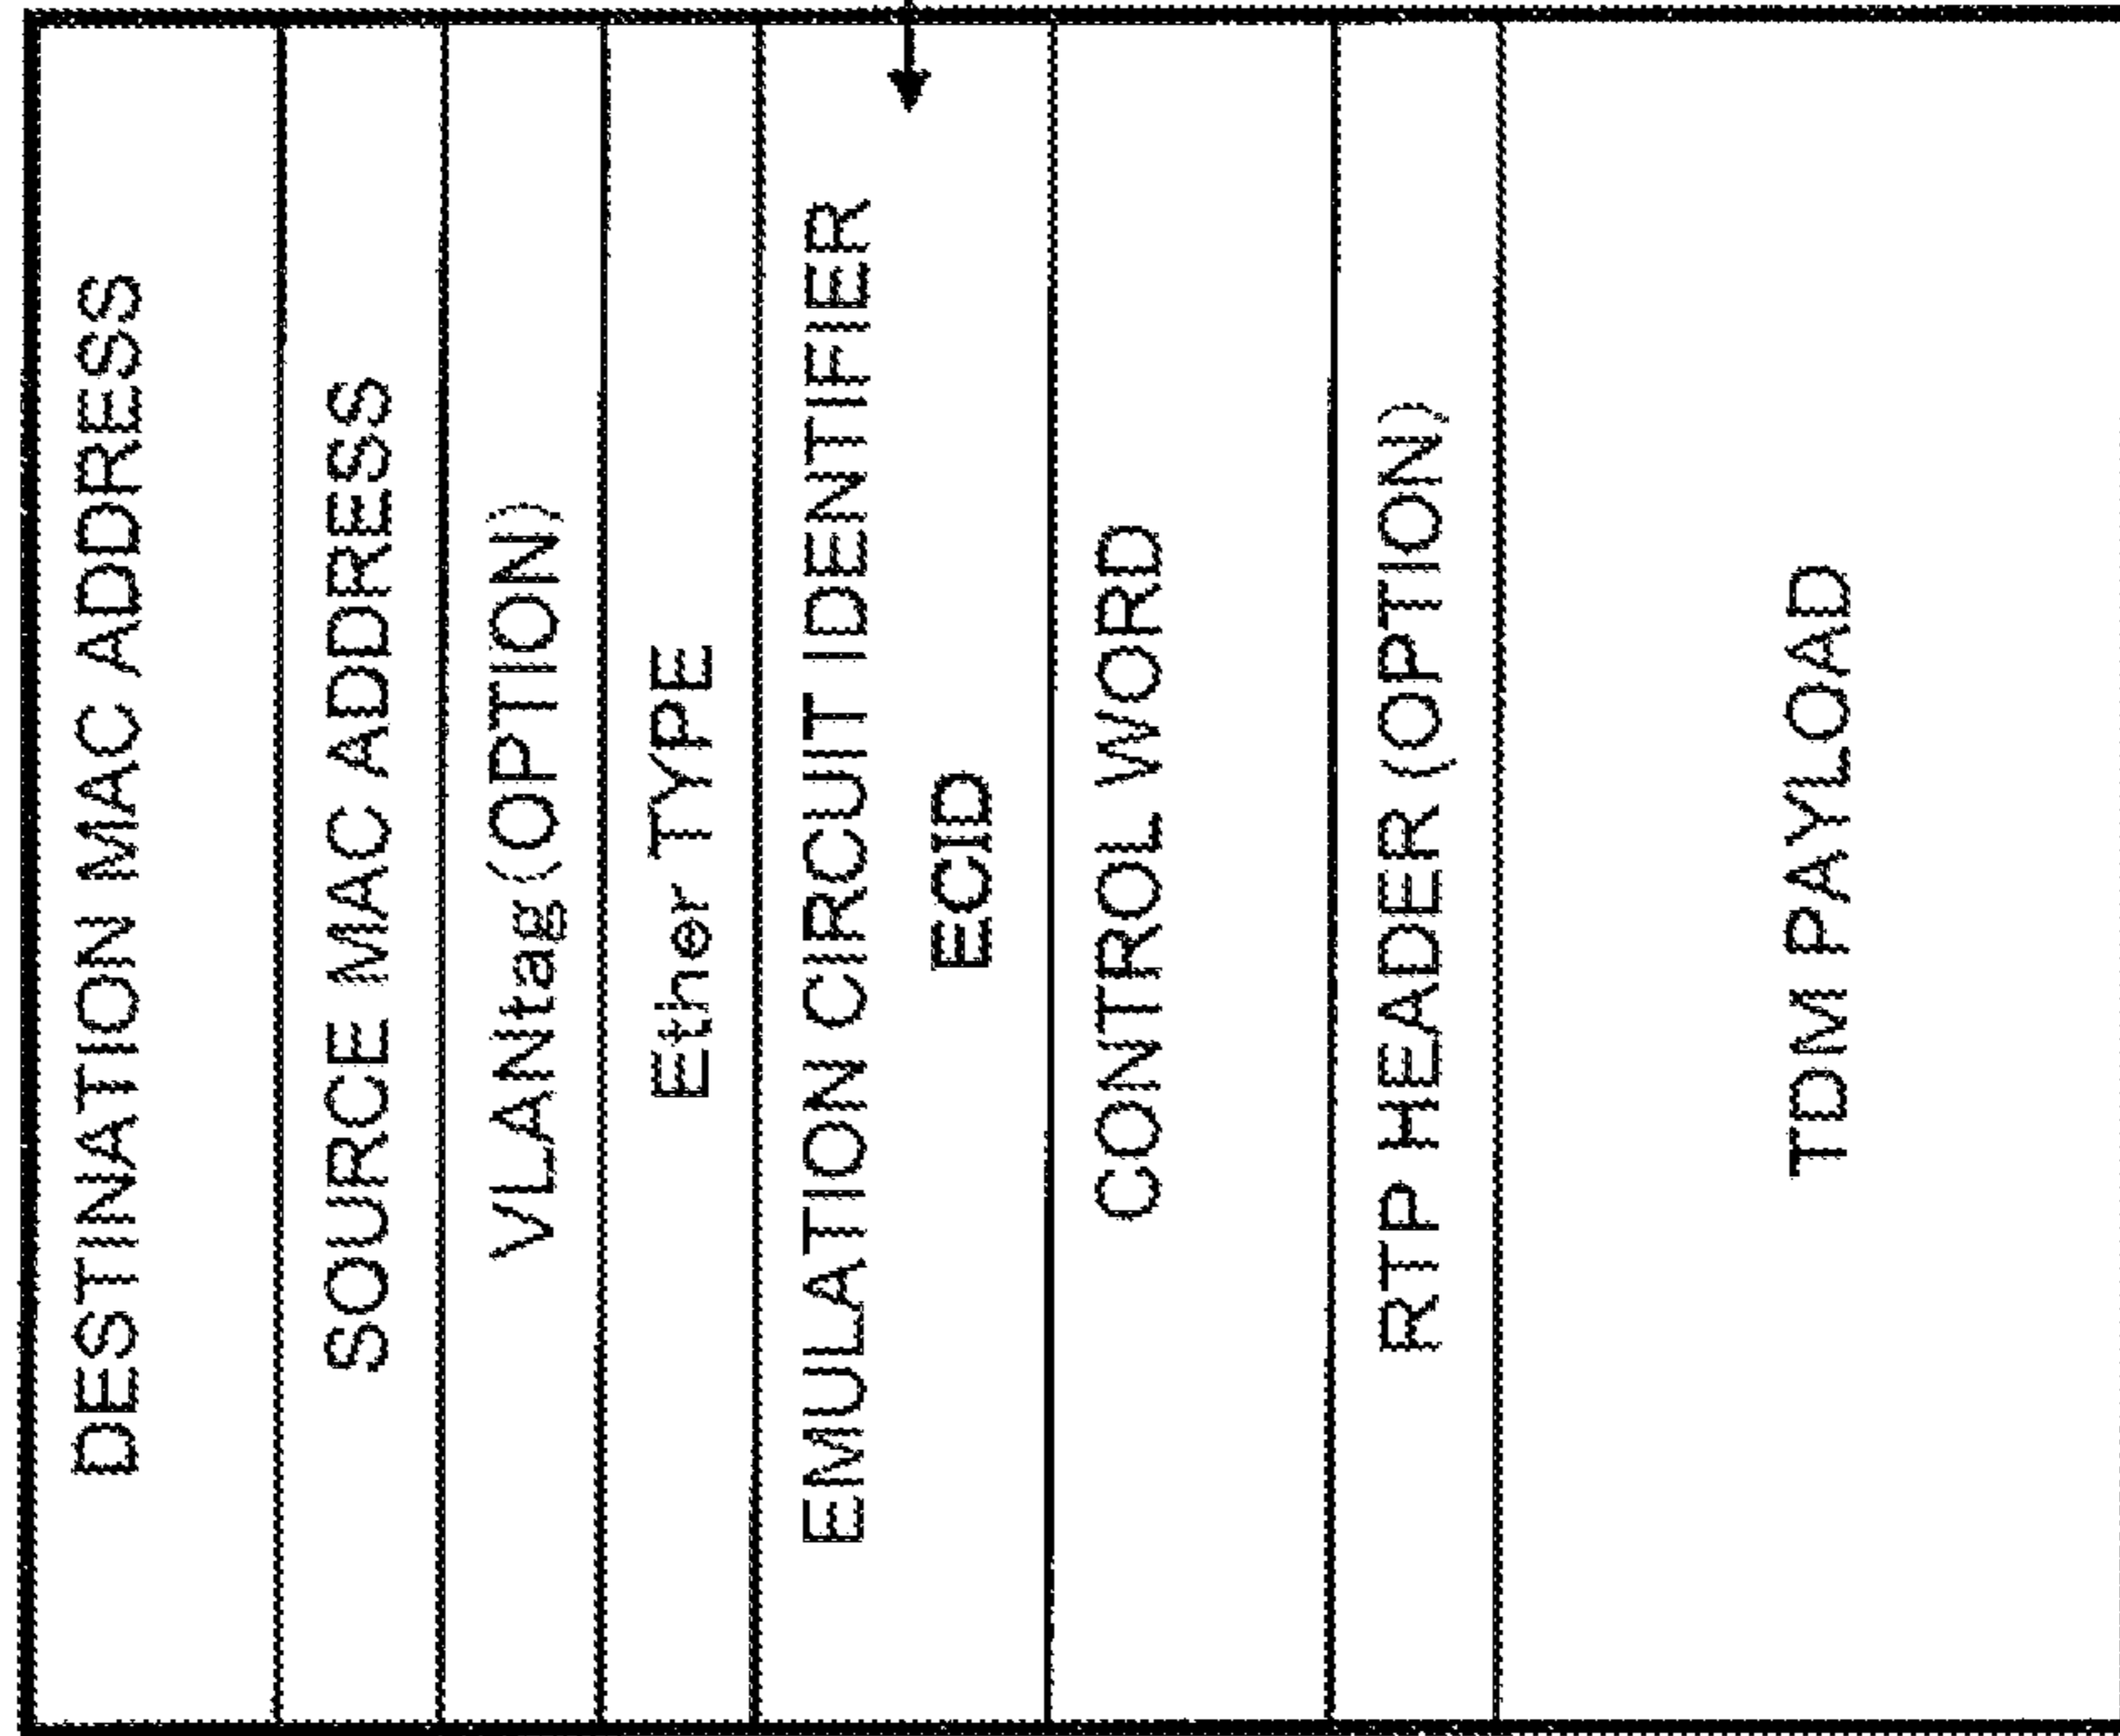 DESTINATION MAC ADDRESS
SOURCE MAC ADDRESS
VLANtag(OPTION)
Ether TYPE
EMULATION CIRCUIT IDENTIFIER
ECID
CONTROL WORD
RTP HEADER (OPTION)
TDM PAYLOAD